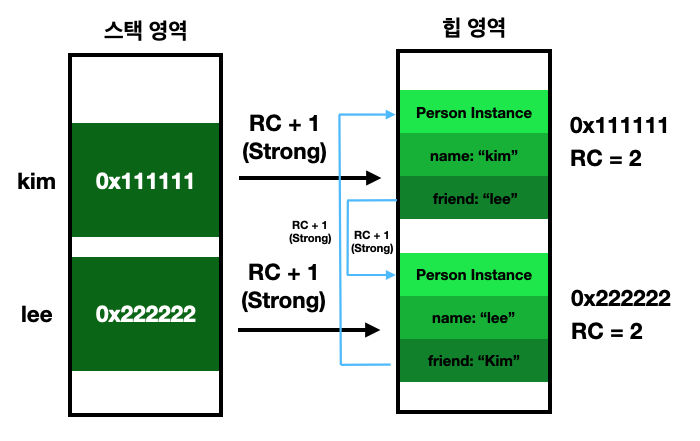 스택 영역
힙 영역
kim
0x111111
lee
0x222222
RC + 1
(Strong)
RC + 1
(Strong)
RC + 1
(Strong)
RC + 1
(Strong)
Person Instance
name: “kim”
friend: “lee”
Person Instance
name: “lee”
friend: “Kim”
0x111111
RC = 2
0x222222
RC = 2